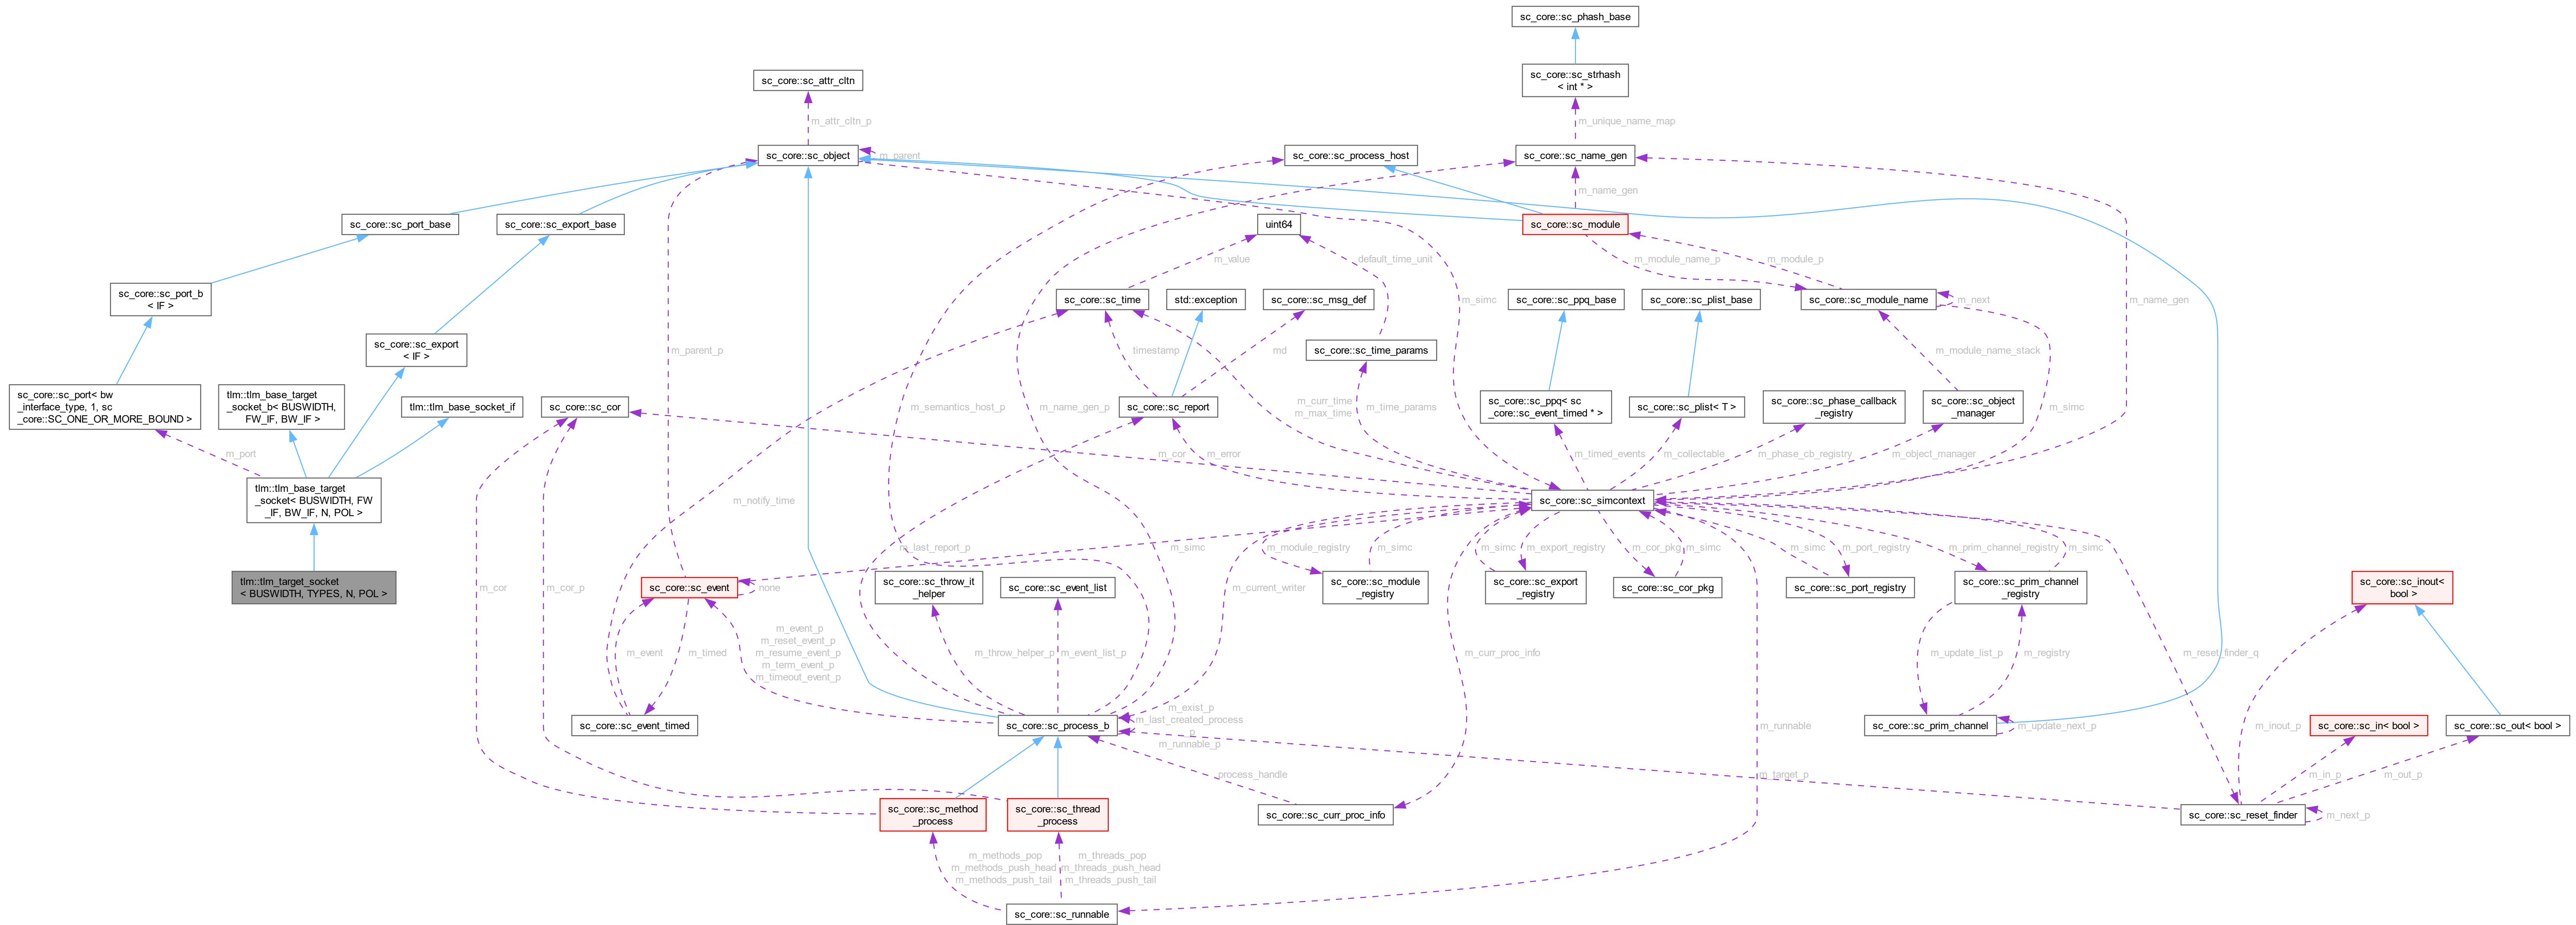 sc_core::sc_phash_base
sc_core::sc_attr_cltn
sc_core::sc_strhash
< int * >
m_attr_cltn_p
m_unique_name_map
sc_core::sc_object
m_parent
sc_core::sc_process_host
sc_core::sc_name_gen
m_name_gen
sc_core::sc_port_base
sc_core::sc_export_base
uint64
sc_core::sc_module
m_value
default_time_unit
m_module_name_p
m_module_p
sc_core::sc_port_b
< IF >
sc_core::sc_time
std::exception
sc_core::sc_msg_def
m_simc
sc_core::sc_ppq_base
sc_core::sc_plist_base
sc_core::sc_module_name
m_next
m_name_gen
sc_core::sc_export
< IF >
m_parent_p
timestamp
md
sc_core::sc_time_params
m_module_name_stack
sc_core::sc_port< bw
_interface_type, 1, sc
_core::SC_ONE_OR_MORE_BOUND >
tlm::tlm_base_target
_socket_b< BUSWIDTH,
FW_IF, BW_IF >
tlm::tlm_base_socket_if
sc_core::sc_cor
m_semantics_host_p
m_name_gen_p
sc_core::sc_report
m_curr_time
m_max_time
m_time_params
sc_core::sc_ppq< sc
_core::sc_event_timed * >
sc_core::sc_plist< T >
sc_core::sc_phase_callback
_registry
sc_core::sc_object
_manager
m_simc
m_port
m_cor
m_error
m_timed_events
m_collectable
m_phase_cb_registry
m_object_manager
tlm::tlm_base_target
_socket< BUSWIDTH, FW
_IF, BW_IF, N, POL >
m_notify_time
sc_core::sc_simcontext
m_last_report_p
m_simc
m_module_registry
m_simc
m_simc
m_export_registry
m_cor_pkg
m_simc
m_simc
m_port_registry
m_prim_channel_registry
m_simc
tlm::tlm_target_socket
< BUSWIDTH, TYPES, N, POL >
m_cor
m_cor_p
sc_core::sc_event
none
sc_core::sc_throw_it
_helper
sc_core::sc_event_list
m_current_writer
sc_core::sc_module
_registry
sc_core::sc_export
_registry
sc_core::sc_cor_pkg
sc_core::sc_port_registry
sc_core::sc_prim_channel
_registry
sc_core::sc_inout<
bool >
m_event
m_timed
m_event_p
m_reset_event_p
m_resume_event_p
m_term_event_p
m_timeout_event_p
m_throw_helper_p
m_event_list_p
m_curr_proc_info
m_update_list_p
m_registry
m_reset_finder_q
sc_core::sc_event_timed
sc_core::sc_process_b
m_exist_p
m_last_created_process
_p
m_runnable_p
m_runnable
sc_core::sc_prim_channel
m_update_next_p
m_inout_p
sc_core::sc_in< bool >
sc_core::sc_out< bool >
process_handle
m_target_p
m_in_p
m_out_p
sc_core::sc_method
_process
sc_core::sc_thread
_process
sc_core::sc_curr_proc_info
sc_core::sc_reset_finder
m_next_p
m_methods_pop
m_methods_push_head
m_methods_push_tail
m_threads_pop
m_threads_push_head
m_threads_push_tail
sc_core::sc_runnable